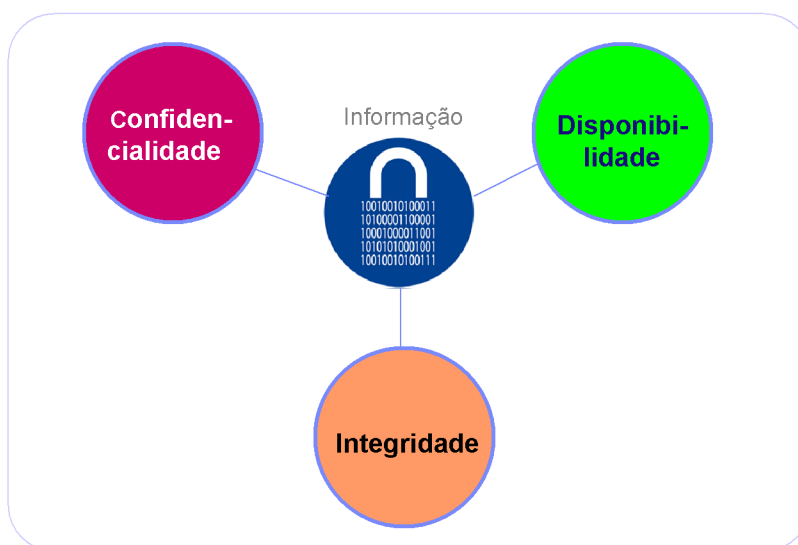 Confiden-
cialidade
Informação
Disponibi-
lidade
10010010100011
10100001100001
10001000011001
10101010001001
10010010100111
Integridade